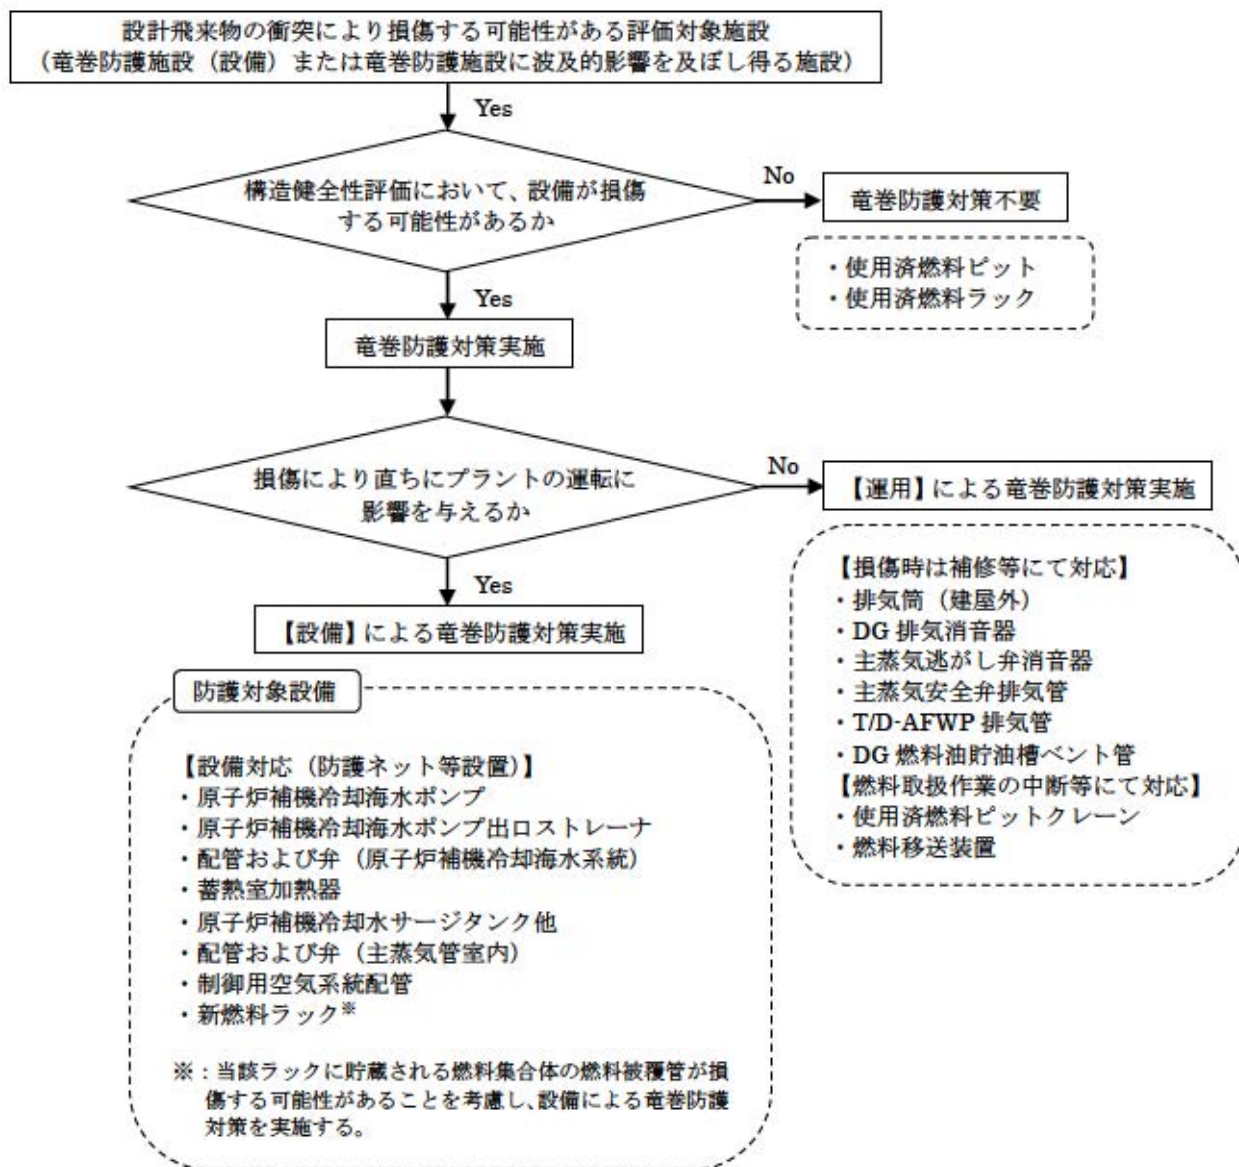 設計飛来物の衝突により損傷する可能性がある評価対象施設
（竜巻防護施設（設備）または竜巻防護施設に波及的影響を及ぼし得る施設）
Yes
構造健全性評価において、設備が損傷
する可能性があるか
No
竜巻防護対策不要
・使用済燃料ピット
・使用済燃料ラック
Yes
竜巻防護対策実施
損傷により直ちにプラントの運転に
影響を与えるか
No
【運用】による竜巻防護対策実施
【損傷時は補修等にて対応】
・排気筒（建屋外）
・DG 排気消音器
・主蒸気逃がし弁消音器
・主蒸気安全弁排気管
・T/D-AFWP 排気管
・DG 燃料油貯油槽ベント管
【燃料取扱作業の中断等にて対応】
・使用済燃料ピットクレーン
・燃料移送装置
Yes
【設備】による竜巻防護対策実施
防護対象設備
【設備対応（防護ネット等設置）】
・原子炉補機冷却海水ポンプ
・原子炉補機冷却海水ポンプ出口ストレーナ
・配管および弁（原子炉補機冷却海水系統）
・蓄熱室加熱器
・原子炉補機冷却水サージタンク他
・配管および弁（主蒸気管室内）
・制御用空気系統配管
・新燃料ラック※
※：当該ラックに貯蔵される燃料集合体の燃料被覆管が損
傷する可能性があることを考慮し、設備による竜巻防護
対策を実施する。